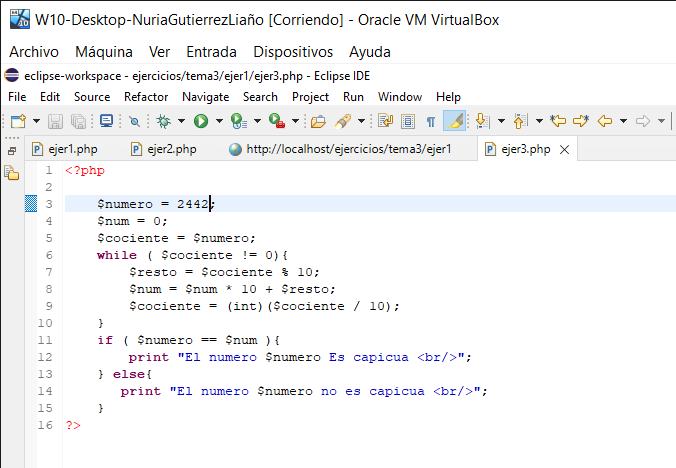 W10-Desktop-NuriaGutierrezLiaño [Corriendo] - Oracle VM VirtualBox
Archivo Máquina Ver Entrada Dispositivos Ayuda
eclipse-workspace - ejercicios/tema3/ejer1/ejer3.php - Eclipse IDE
File Edit Source Refactor Navigate Search Project Run Window Help
ejer1.php ejer2.php http://localhost/ejercicios/tema3/ejer1 ejer3.php
1 <?php
2
3 $numero = 2442;
4 $num = 0;
5 $cociente = $numero;
6 while ( $cociente != 0){
7 $resto = $cociente % 10;
8 $num = $num * 10 + $resto;
9 $cociente = (int)($cociente / 10);
10 }
11 if ( $numero == $num ){
12 print "El numero $numero Es capicua <br/>";
13 } else{
14 print "El numero $numero no es capicua <br/>";
15 }
16 ?>